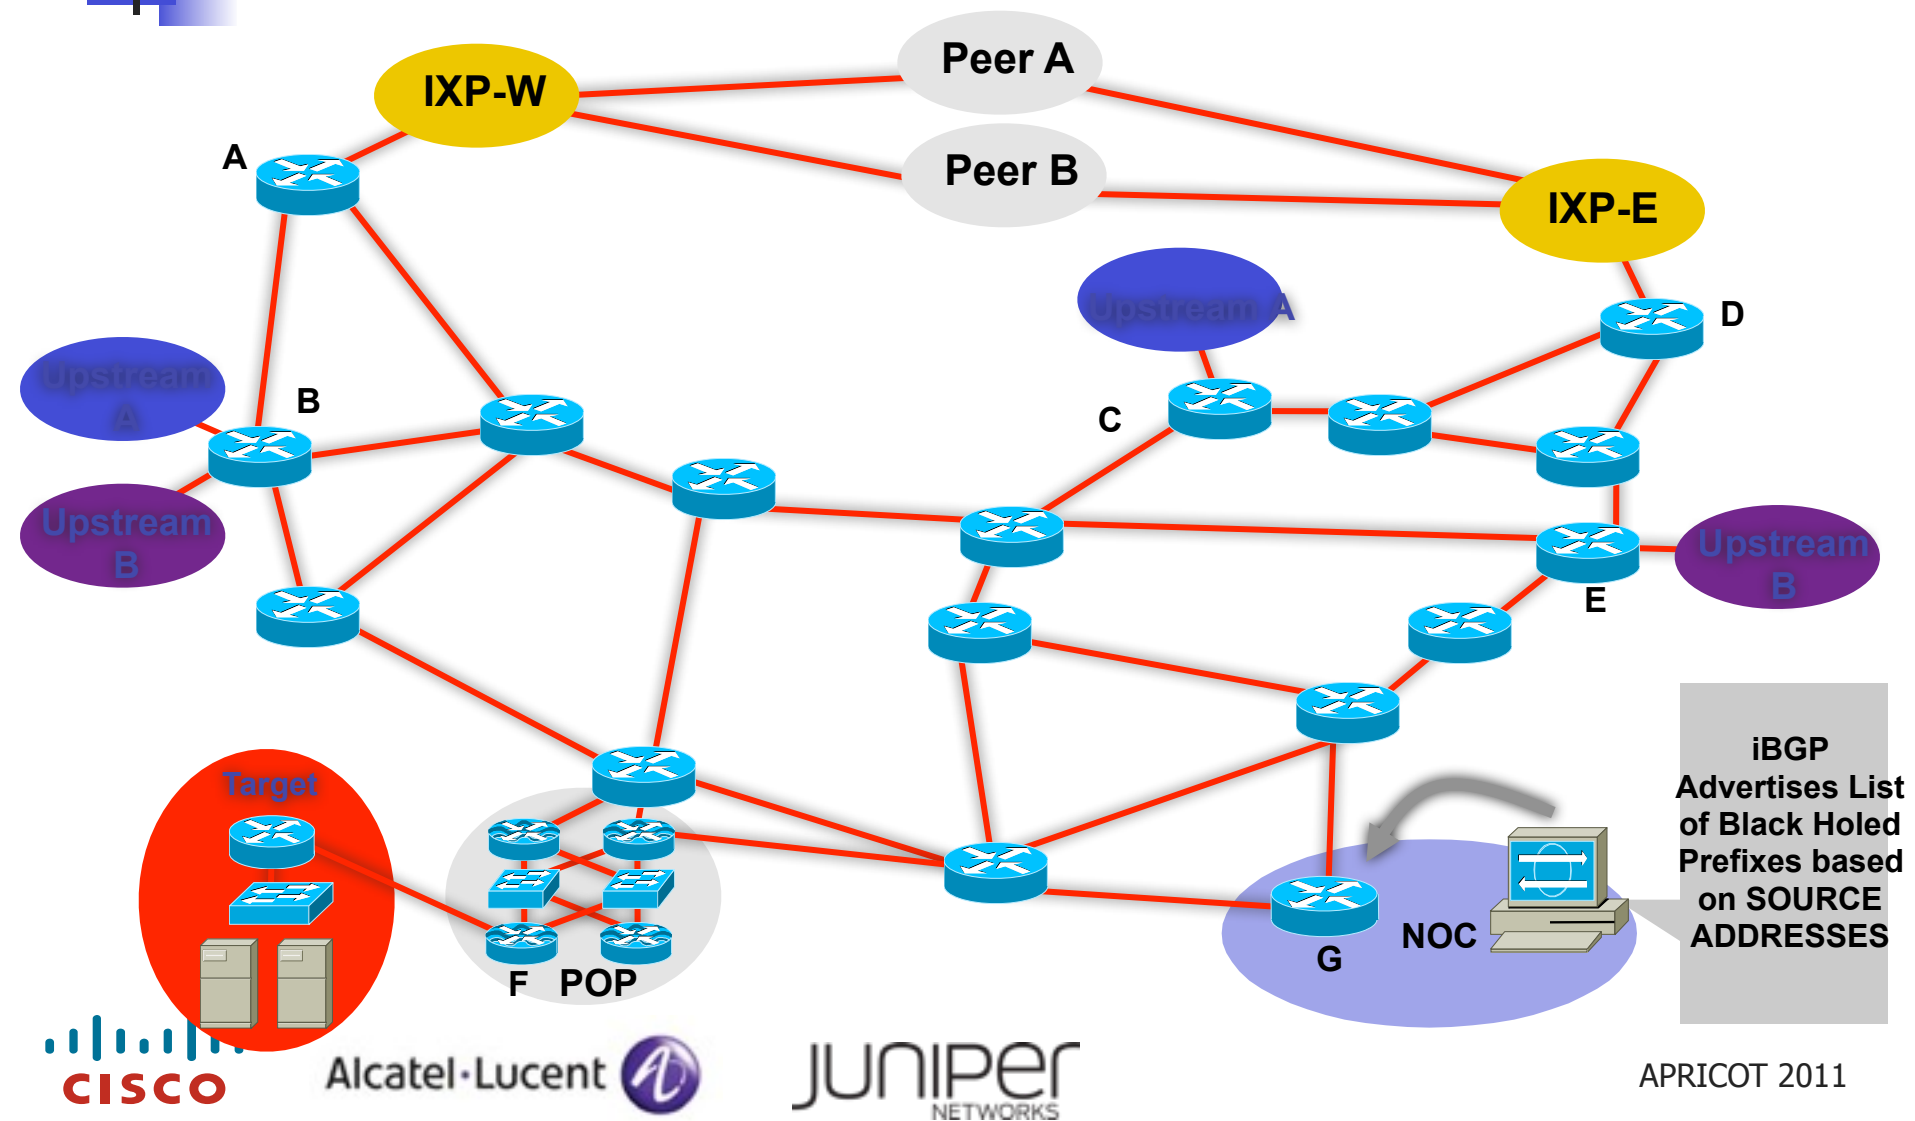 Peer A
IXP-W
A
Peer B
IXP-E
Upstream A
D
Upstream
A
B
C
Upstream
B
Upstream
B
E
iBGP
Advertises List
of Black Holed
Prefixes based
on SOURCE
ADDRESSES
Target
NOC
G
F
POP
CISCO
Alcatel·Lucent
JUNIPER
NETWORKS
APRICOT 2011